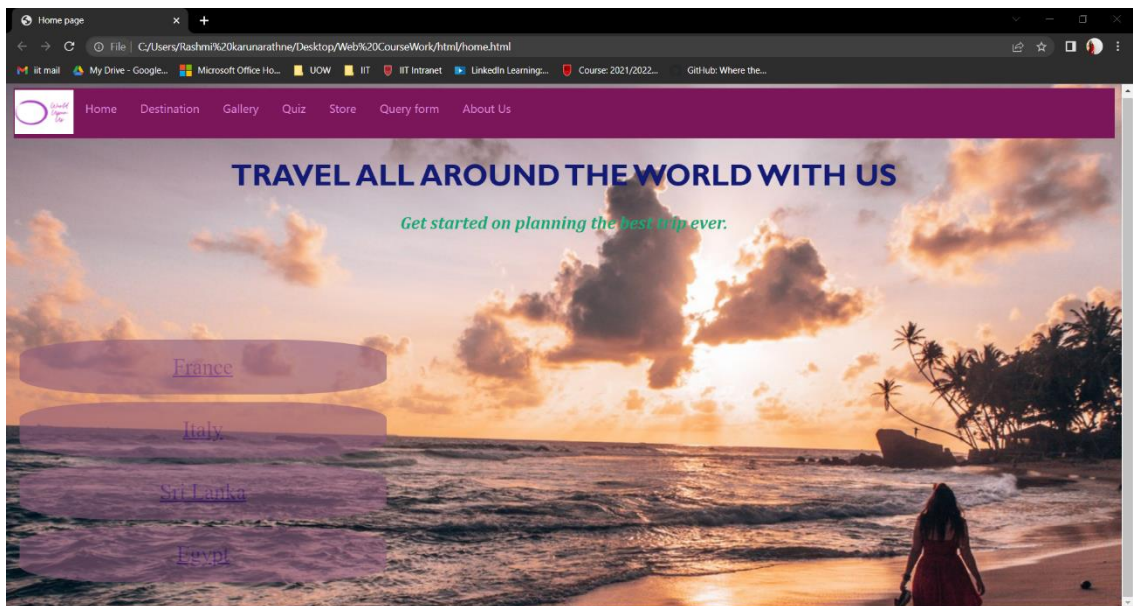 Home page
File C:/Users/Rashmi%20karunarathne/Desktop/Web%20CourseWork/html/home.html
iit mail My Drive - Google... Microsoft Office Ho... UOW IIT IIT Intranet LinkedIn Learning:... Course: 2021/2022... GitHub: Where the...
World
Upon
Us
Home Destination Gallery Quiz Store Query form About Us
TRAVEL ALL AROUND THE WORLD WITH US
Get started on planning the best trip ever.
France
Italy
Sri Lanka
Egypt